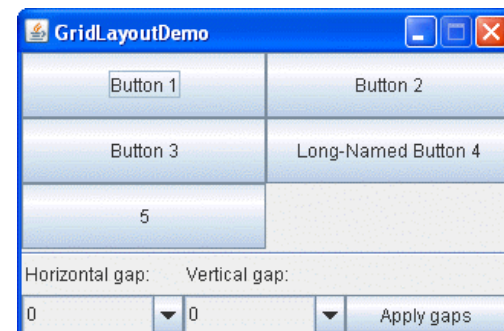 GridLayoutDemo
Button 1 Button 2
Button 3 Long-Named Button 4
5
Horizontal gap: Vertical gap:
0 0 Apply gaps